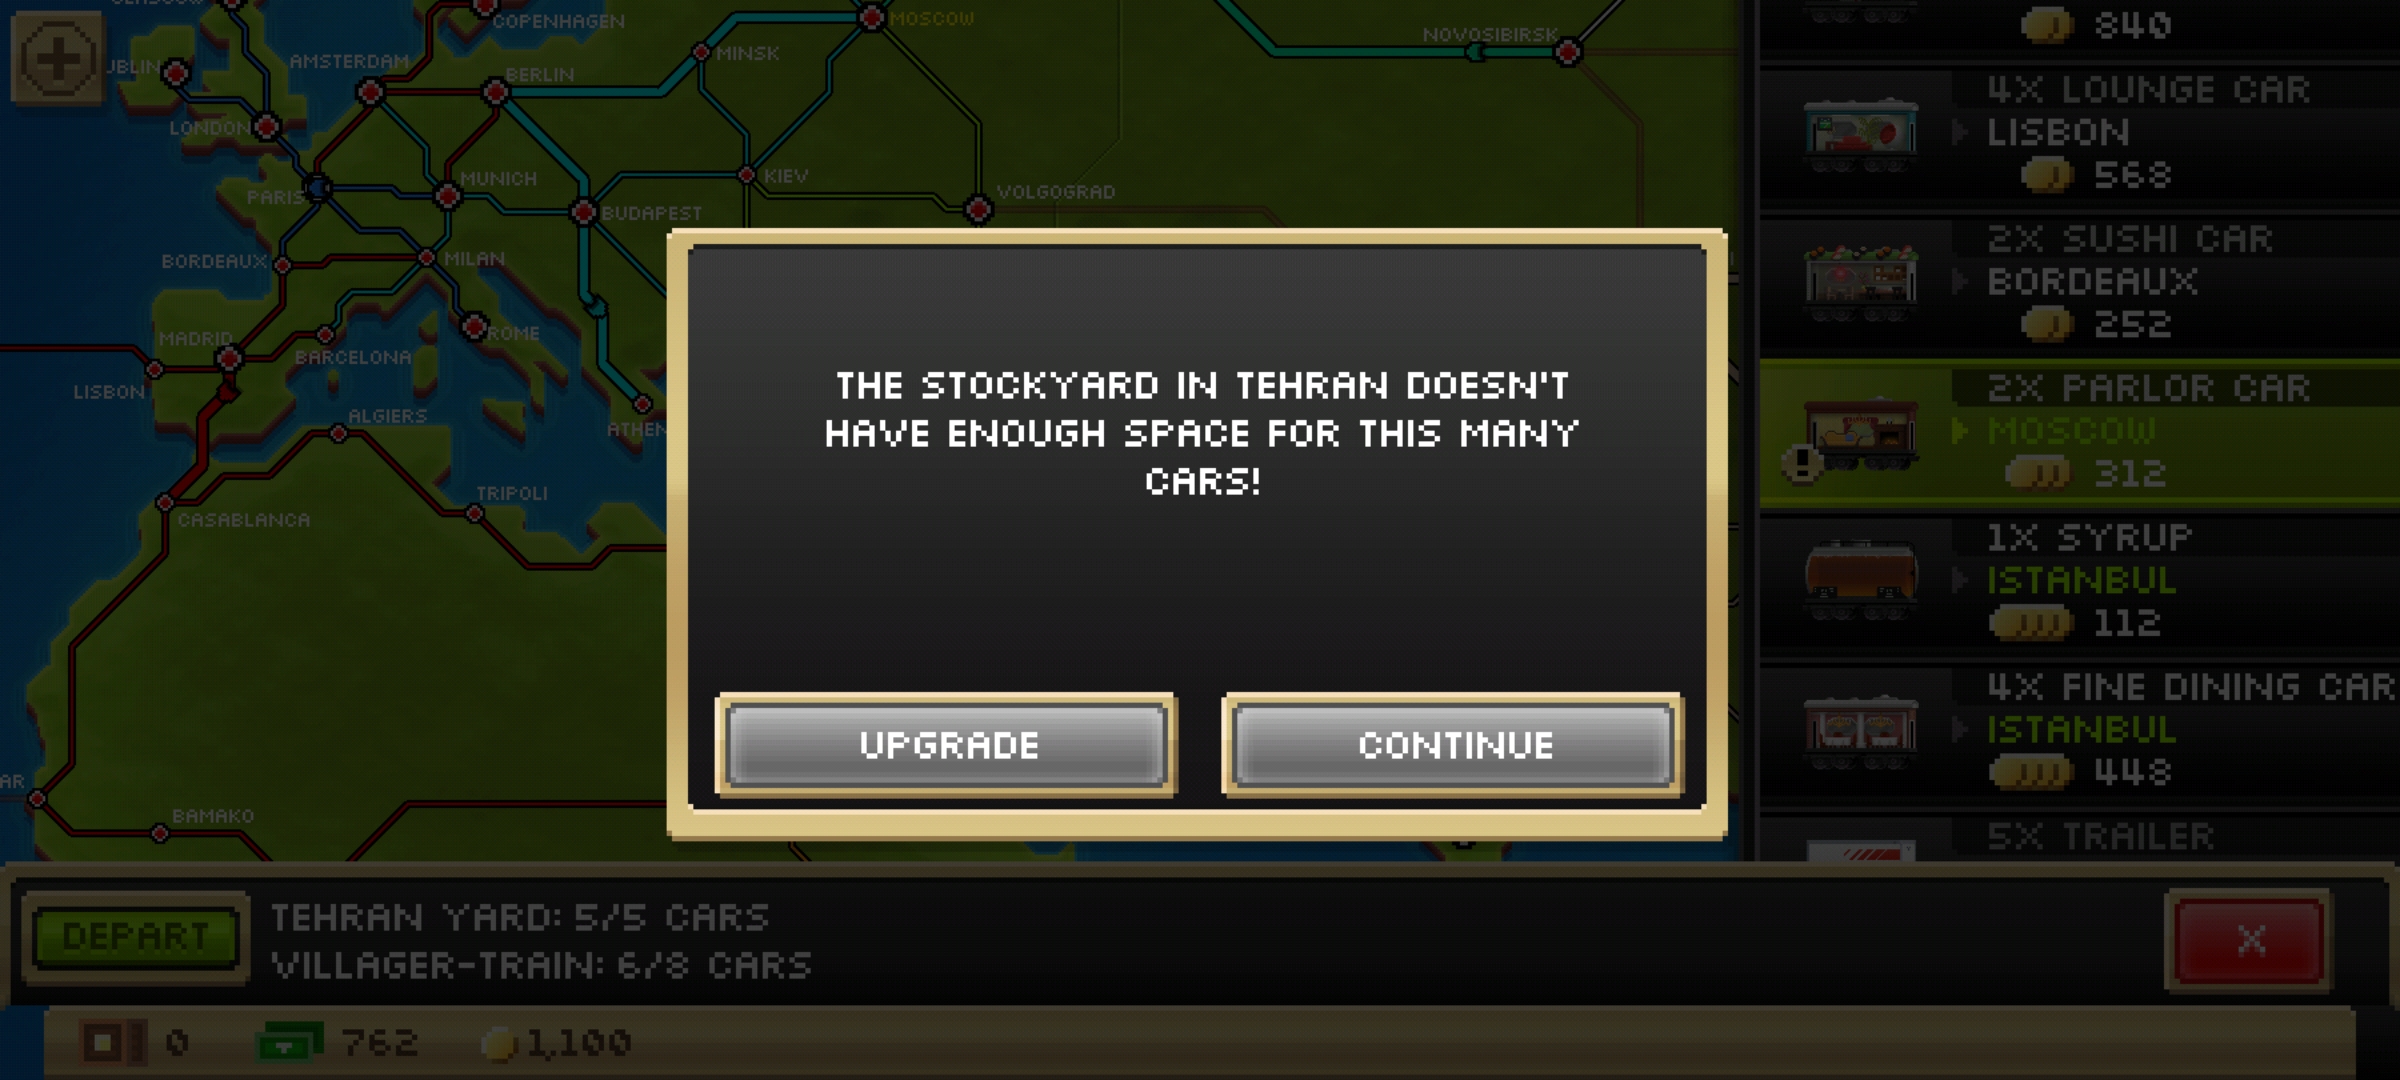 COPENHAGEN
MOSCOW
NOVOSIBIRSK
MINSK
AMSTERDAM
BERLIN
LONDON
PARIS
MUNICH
KIEV
VOLGOGRAD
BUDAPEST
BORDEAUX
MILAN
MADRID
ROME
BARCELONA
LISBON
ALGIERS
TRIPOLI
CASABLANCA
BAMAKO
THE STOCKYARD IN TEHRAN DOESN'T
HAVE ENOUGH SPACE FOR THIS MANY
CARS!
UPGRADE
CONTINUE
840
4X LOUNGE CAR
LISBON
568
2X SUSHI CAR
BORDEAUX
252
2X PARLOR CAR
MOSCOW
312
1X SYRUP
ISTANBUL
112
4X FINE DINING CAR
ISTANBUL
448
5X TRAILER
DEPART
TEHRAN YARD: 5/5 CARS
VILLAGER-TRAIN: 6/8 CARS
X
0
762
1,100